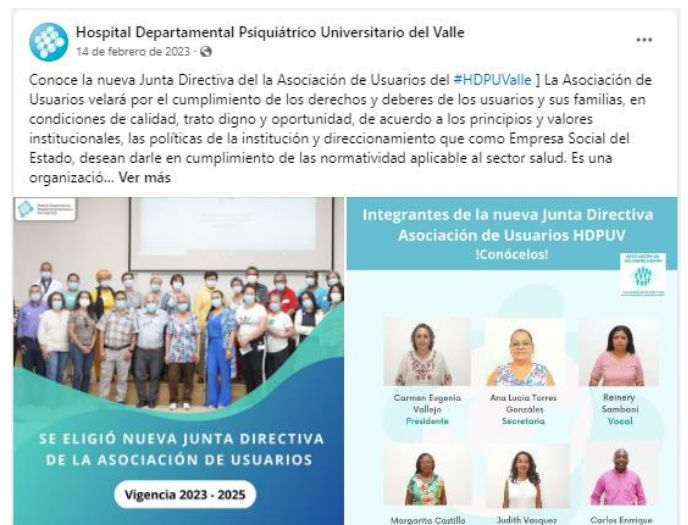 Hospital Departamental Psiquiátrico Universitario del Valle
14 de febrero de 2023 ·
Conoce la nueva Junta Directiva del la Asociación de Usuarios del #HDPUValle ] La Asociación de
Usuarios velará por el cumplimiento de los derechos y deberes de los usuarios y sus familias, en
condiciones de calidad, trato digno y oportunidad, de acuerdo a los principios y valores
institucionales, las políticas de la institución y direccionamiento que como Empresa Social del
Estado, desean darle en cumplimiento de las normatividad aplicable al sector salud. Es una
organizació... Ver más
SE ELIGIÓ NUEVA JUNTA DIRECTIVA
DE LA ASOCIACIÓN DE USUARIOS
Vigencia 2023 - 2025
Integrantes de la nueva Junta Directiva
Asociación de Usuarios HDPUV
!Conócelos!
Carmen Eugenia
Vallejo
Presidente
Ana Lucia Torres
Gonzáles
Secretaria
Reinery
Samboni
Vocal
Margarita Castillo
Judith Vasquez
Carlos Enrrique